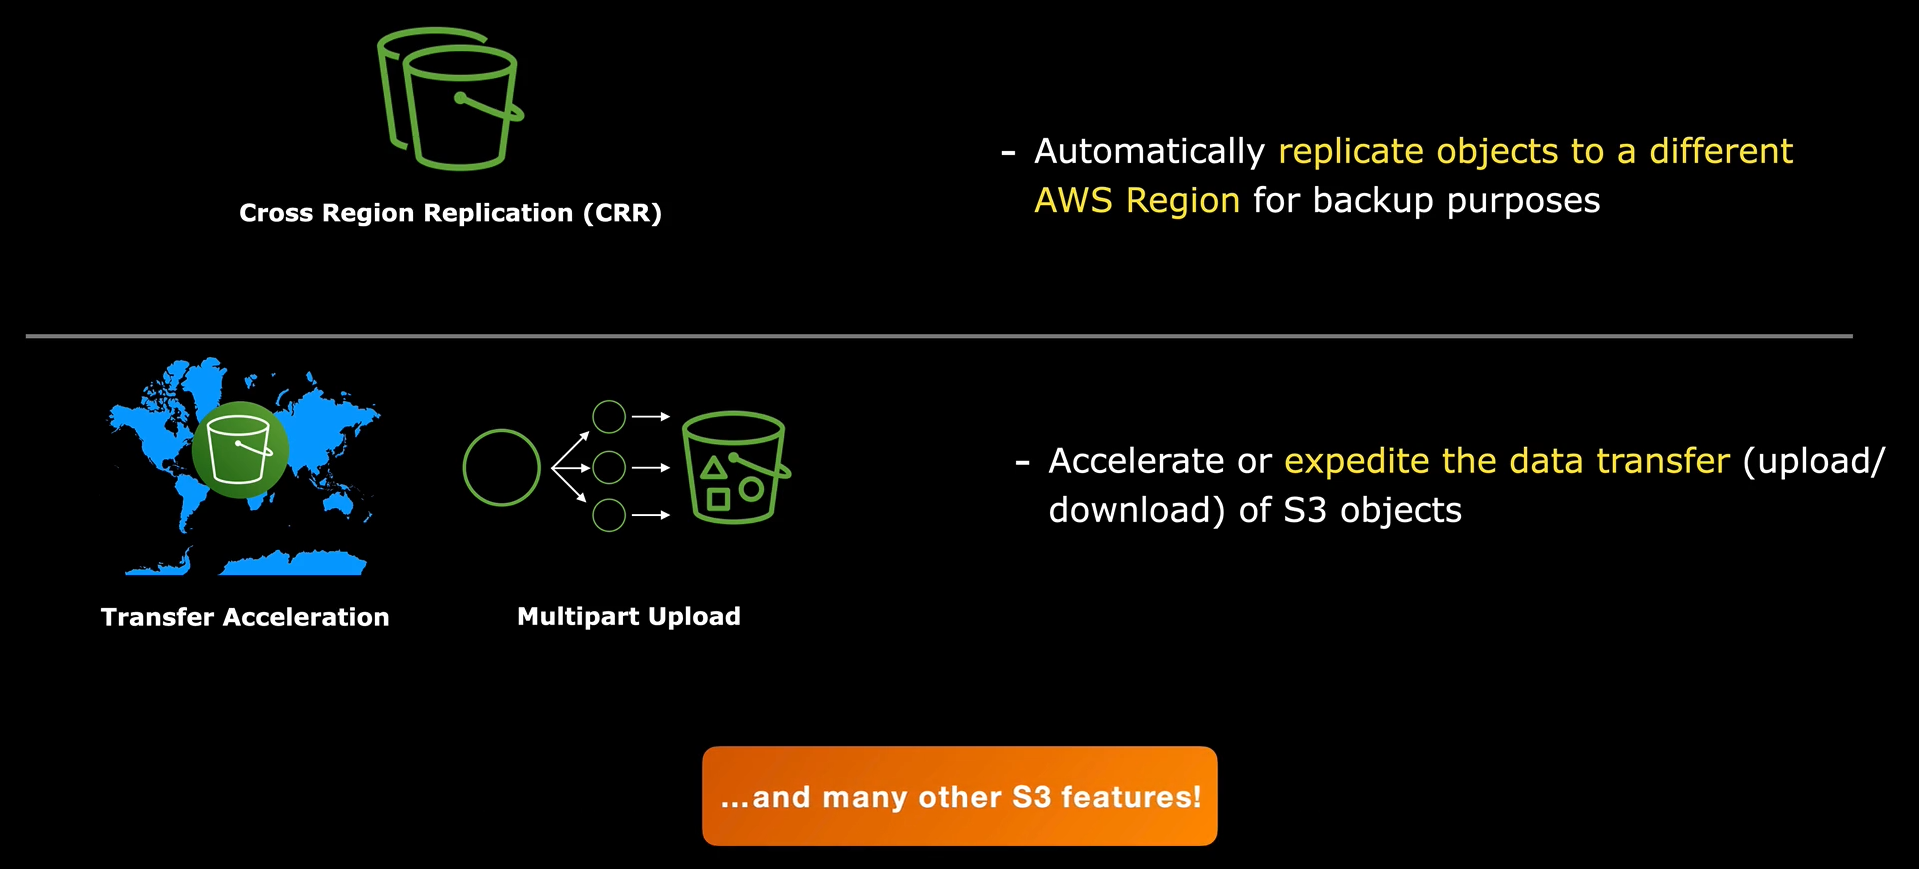 Cross Region Replication (CRR)
- Automatically replicate objects to a different
AWS Region for backup purposes
Transfer Acceleration
Multipart Upload
- Accelerate or expedite the data transfer (upload/
download) of S3 objects
...and many other S3 features!